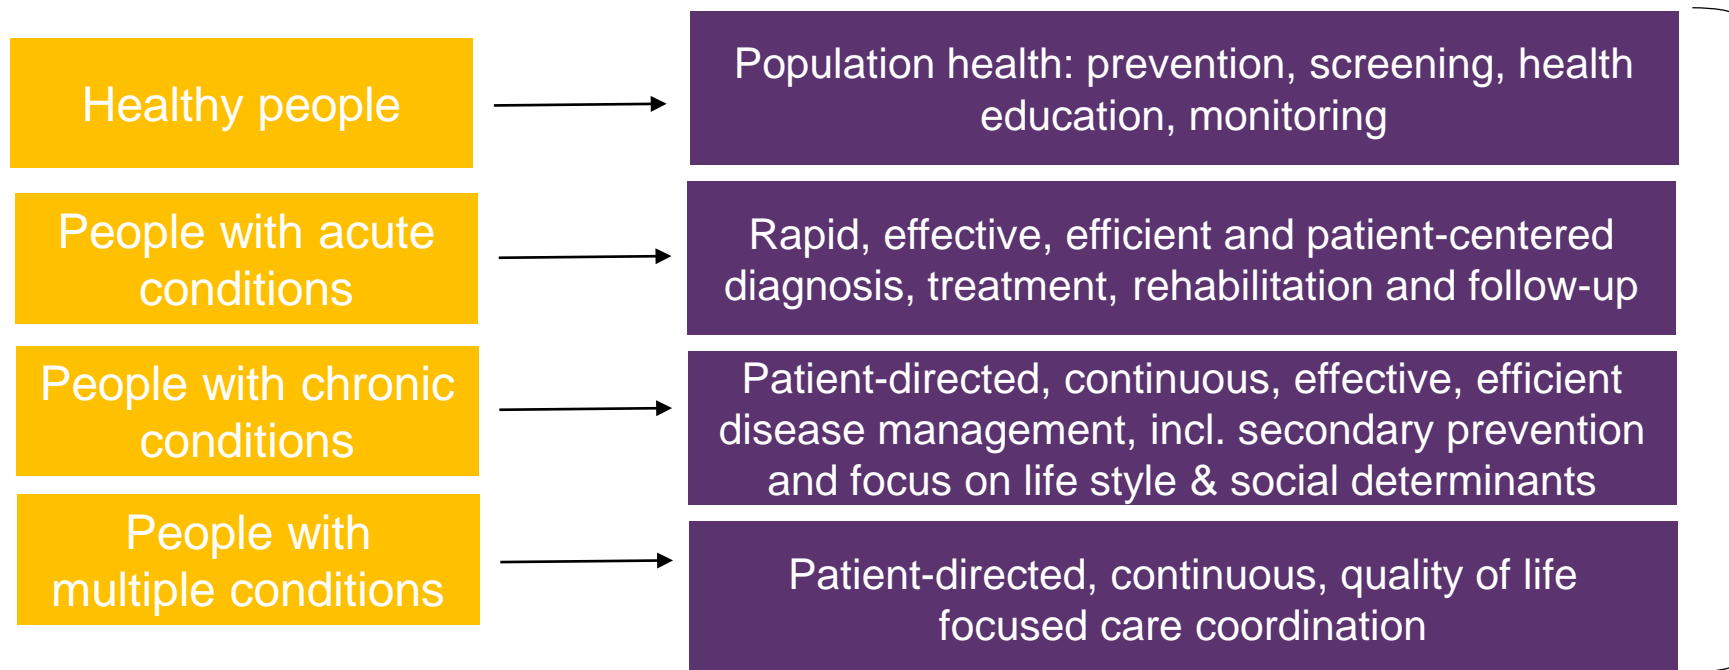 Healthy people
Population health: prevention, screening, health
education, monitoring
People with acute
conditions
Rapid, effective, efficient and patient-centered
diagnosis, treatment, rehabilitation and follow-up
People with chronic
conditions
Patient-directed, continuous, effective, efficient
disease management, incl. secondary prevention
and focus on life style & social determinants
People with
multiple conditions
Patient-directed, continuous, quality of life
focused care coordination